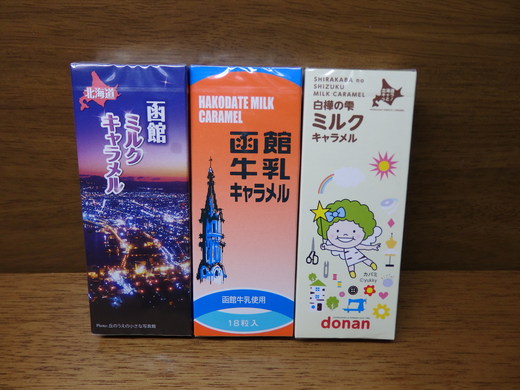 北海道
函館
ミルク
キャラメル
HAKODATE MILK
CARAMEL
函館
牛乳
キャラメル
函館牛乳使用
18粒入
SHIRAKABA no
SHIZUKU
MILK CARAMEL
白樺の雫
ミルク
キャラメル
donan